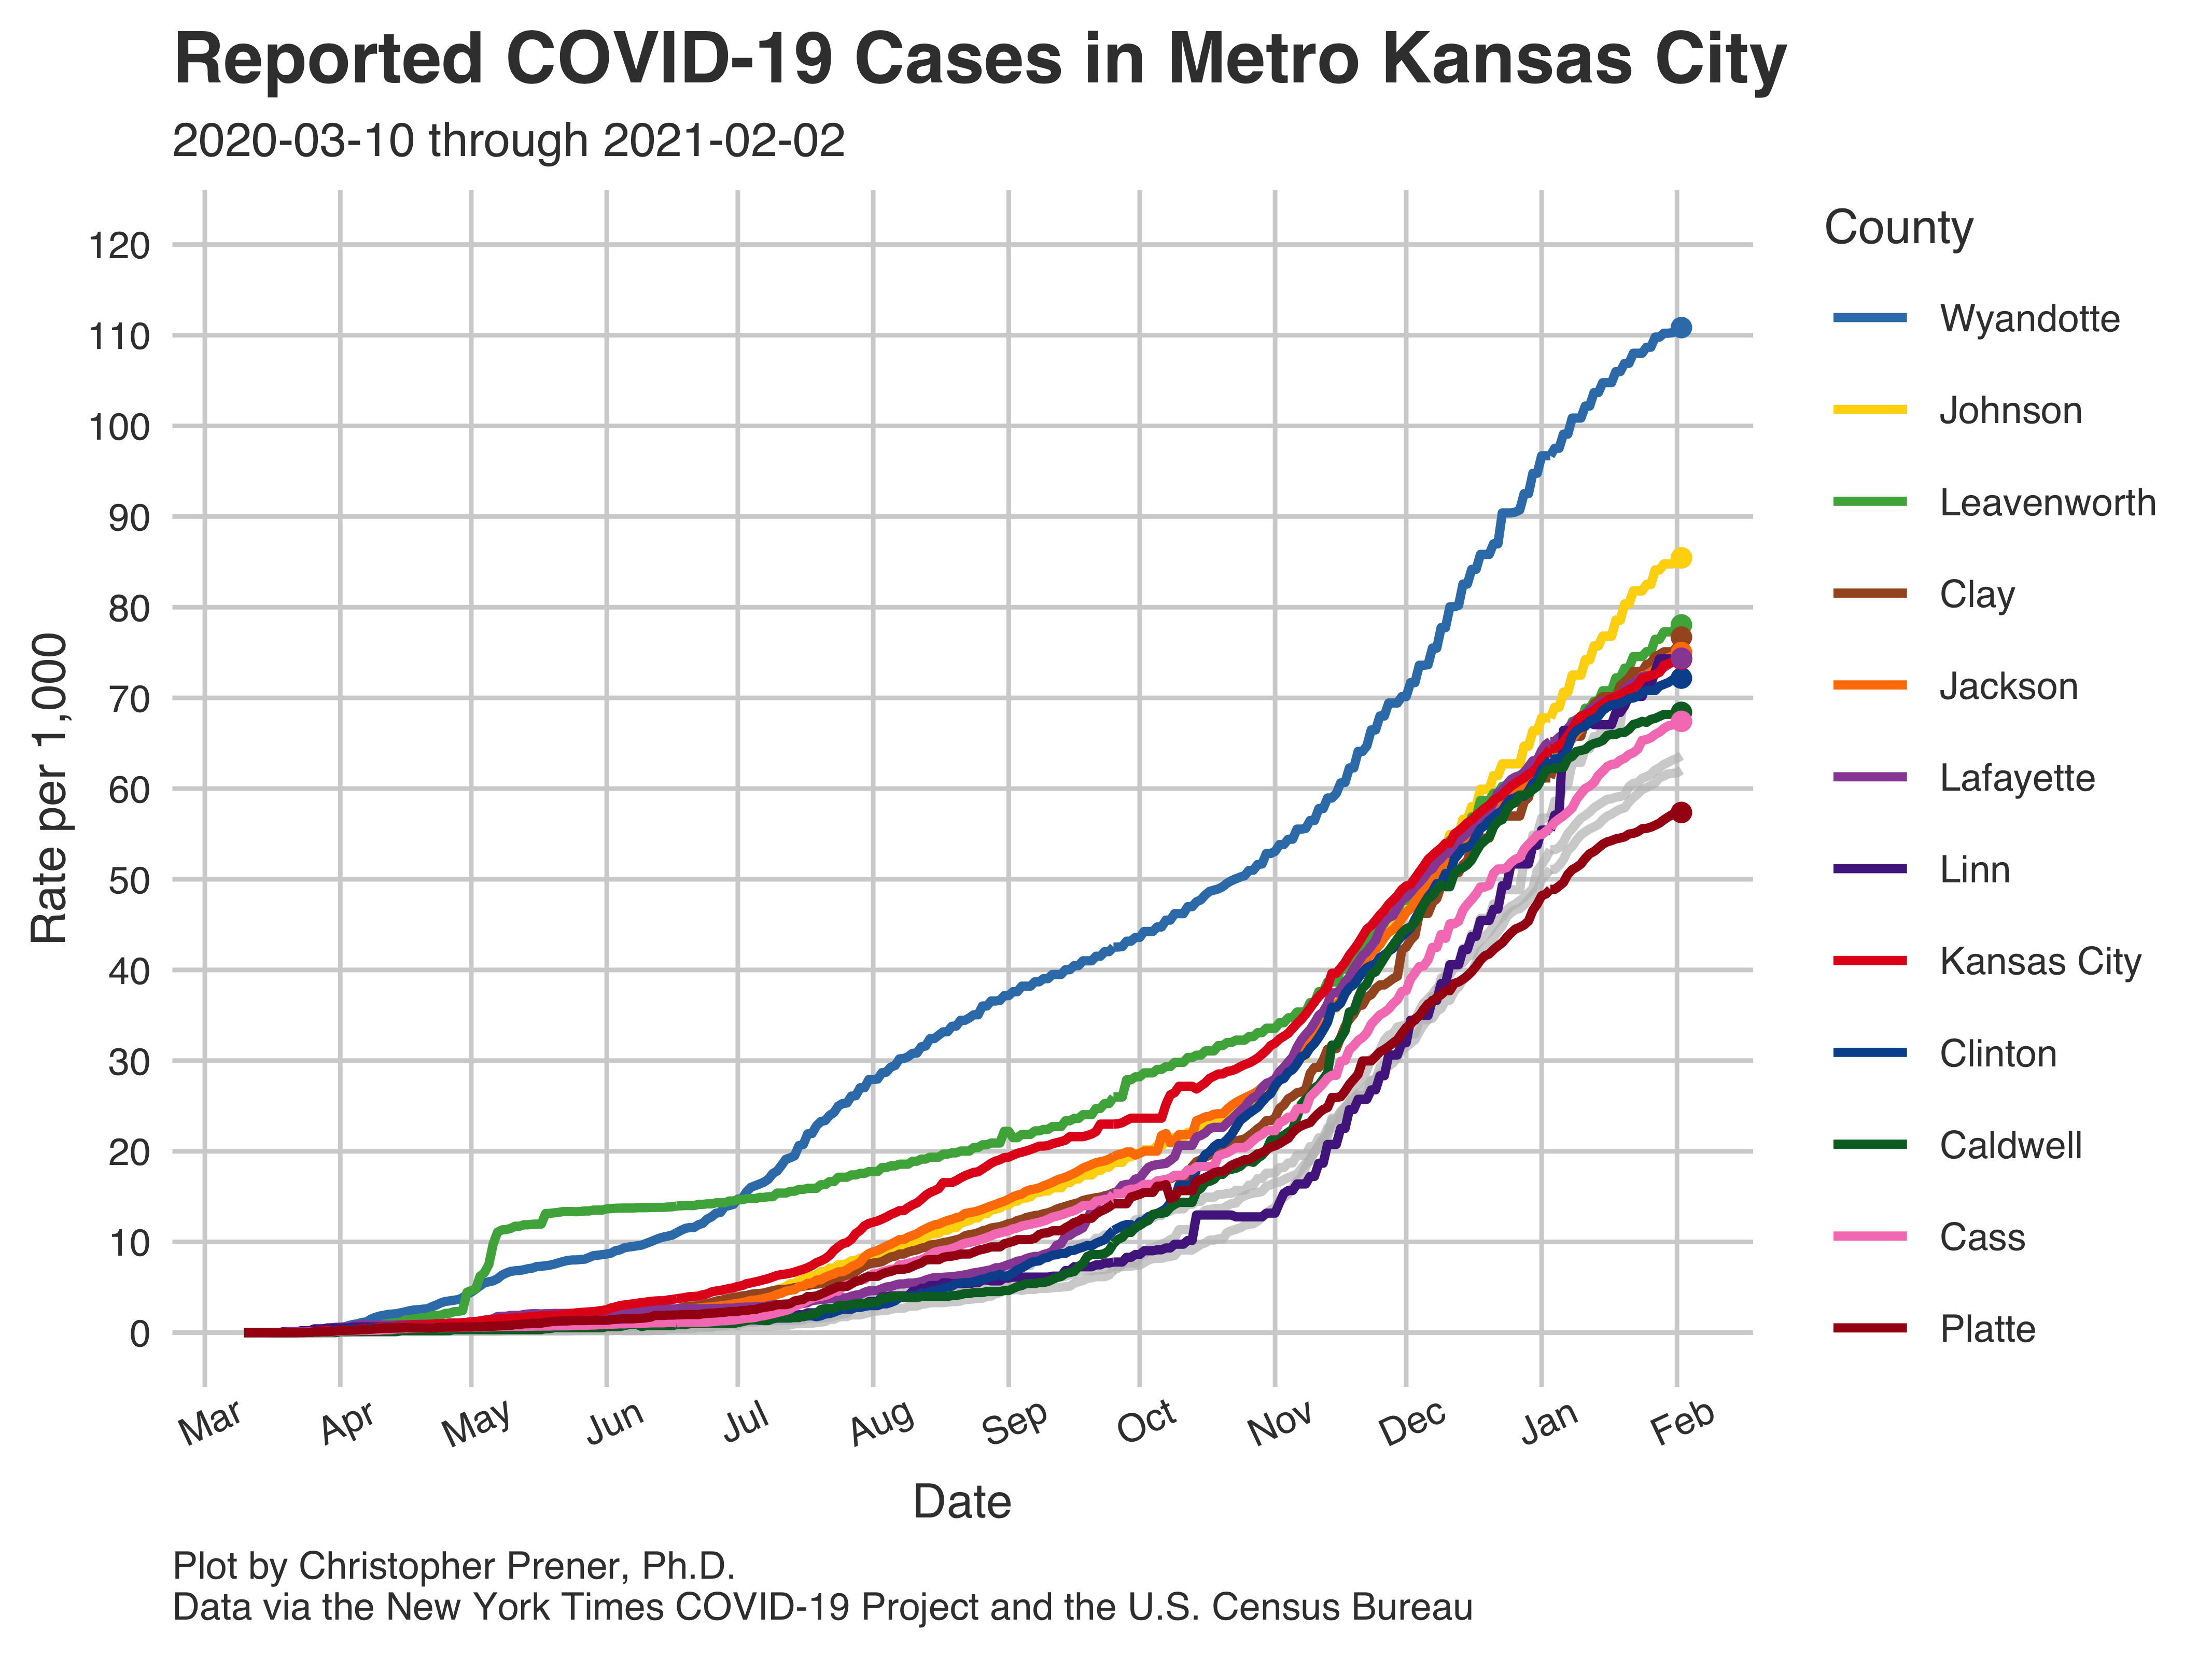 Reported COVID-19 Cases in Metro Kansas City
2020-03-10 through 2021-02-02
Rate per 1,000
120
110
100
90
80
70
60
50
40
30
20
10
0
Mar
Apr
May
Jun
Jul
Aug
Sep
Oct
Nov
Dec
Jan
Feb
Date
County
Wyandotte
Johnson
Leavenworth
Clay
Jackson
Lafayette
Linn
Kansas City
Clinton
Caldwell
Cass
Platte
Plot by Christopher Prener, Ph.D.
Data via the New York Times COVID-19 Project and the U.S. Census Bureau